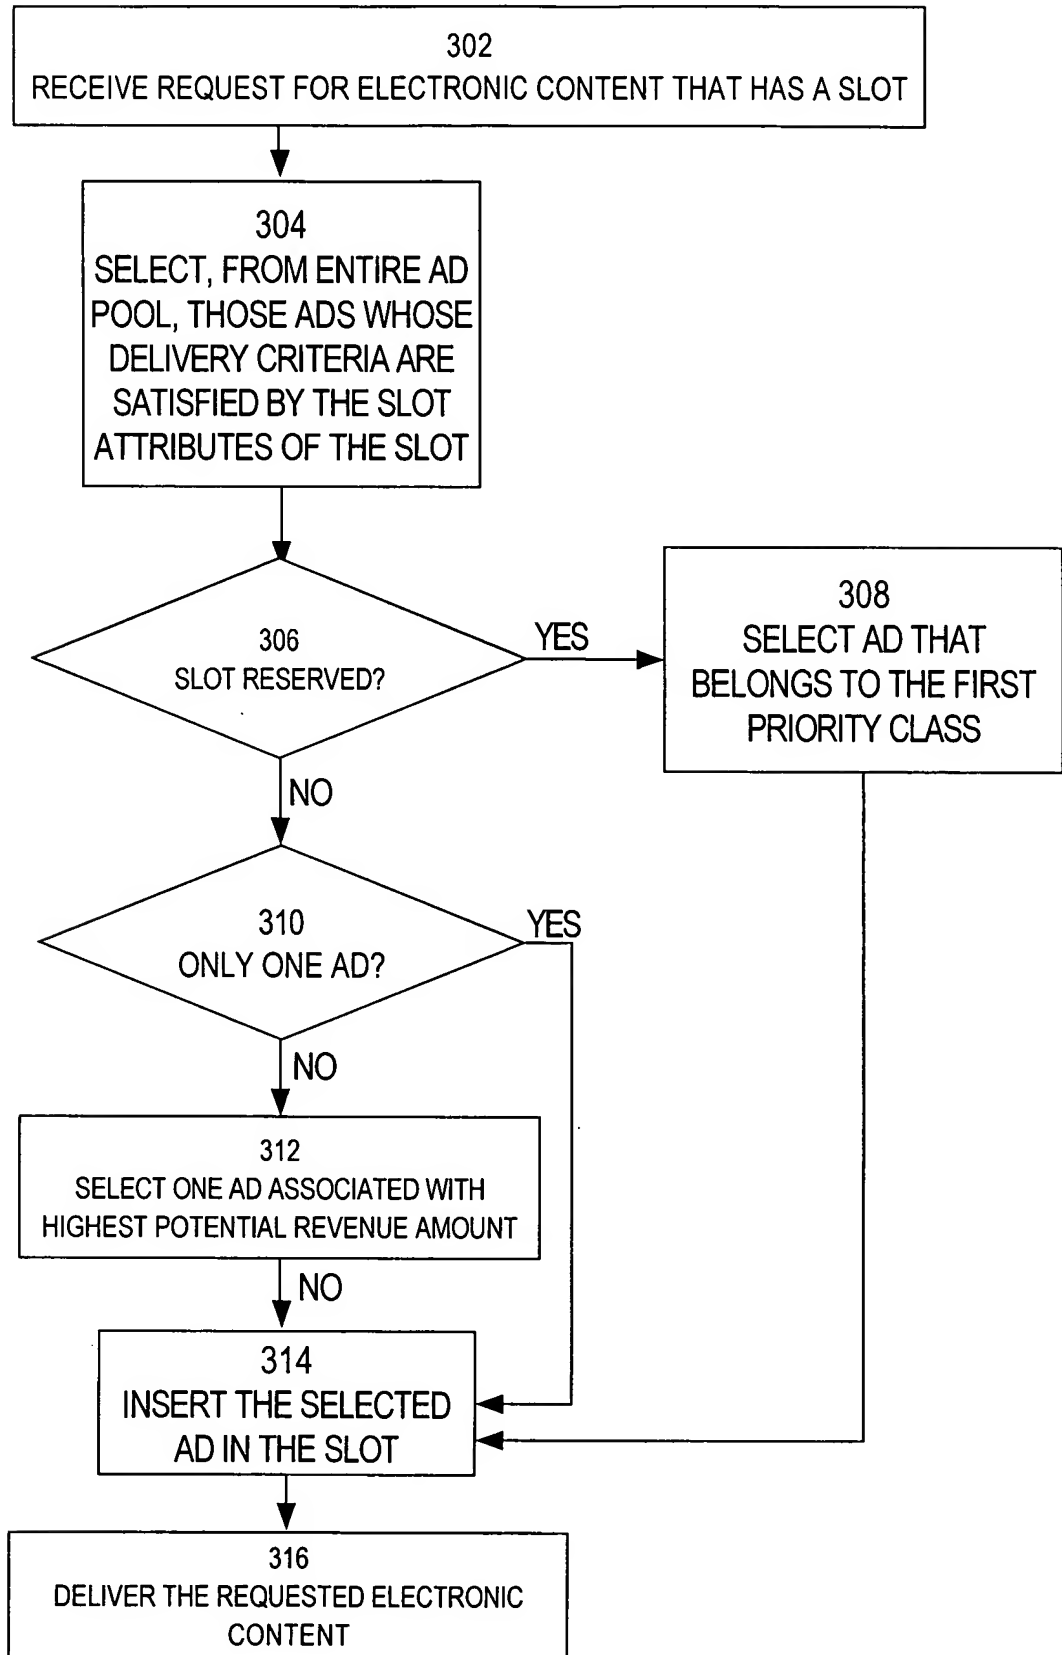 302
RECEIVE REQUEST FOR ELECTRONIC CONTENT THAT HAS A SLOT
304
SELECT, FROM ENTIRE AD
POOL, THOSE ADS WHOSE
DELIVERY CRITERIA ARE
SATISFIED BY THE SLOT
ATTRIBUTES OF THE SLOT
306
SLOT RESERVED?
YES
308
SELECT AD THAT
BELONGS TO THE FIRST
PRIORITY CLASS
NO
310
ONLY ONE AD?
YES
NO
312
SELECT ONE AD ASSOCIATED WITH
HIGHEST POTENTIAL REVENUE AMOUNT
NO
314
INSERT THE SELECTED
AD IN THE SLOT
316
DELIVER THE REQUESTED ELECTRONIC
CONTENT